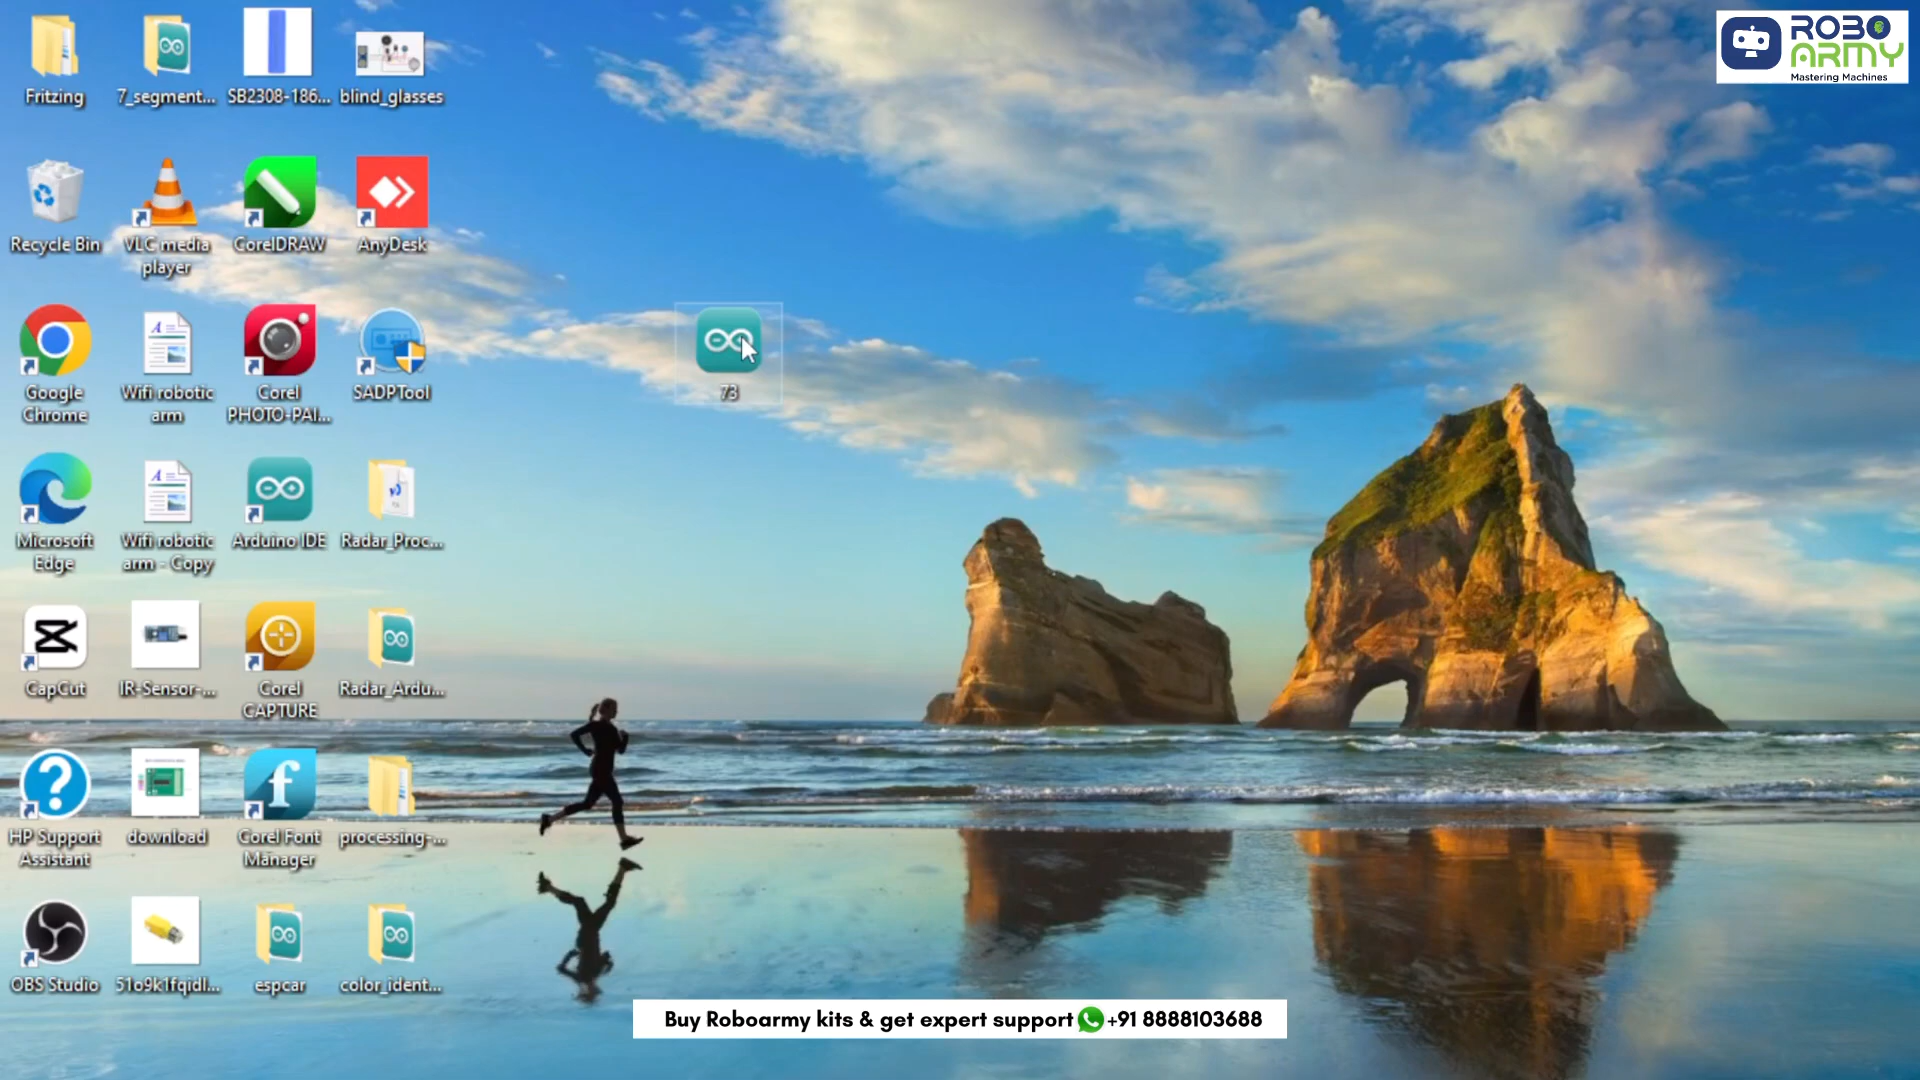 Fritzing
7_segment...
SB2308-186...
blind_glasses
ROBO
ARMY
Mastering Machines
Recycle Bin
VLC media
player
CorelDRAW
AnyDesk
Google
Chrome
Wifi robotic
arm
Corel
PHOTO-PAI...
SADPTool
73
Microsoft
Edge
Wifi robotic
arm - Copy
Arduino IDE
Radar_Proc...
CapCut
IR-Sensor-...
Corel
CAPTURE
Radar_Ardu...
HP Support
Assistant
download
Corel Font
Manager
processing-...
OBS Studio
51o9k1fqidl...
espcar
color_ident...
Buy Roboarmy kits & get expert support +91 8888103688